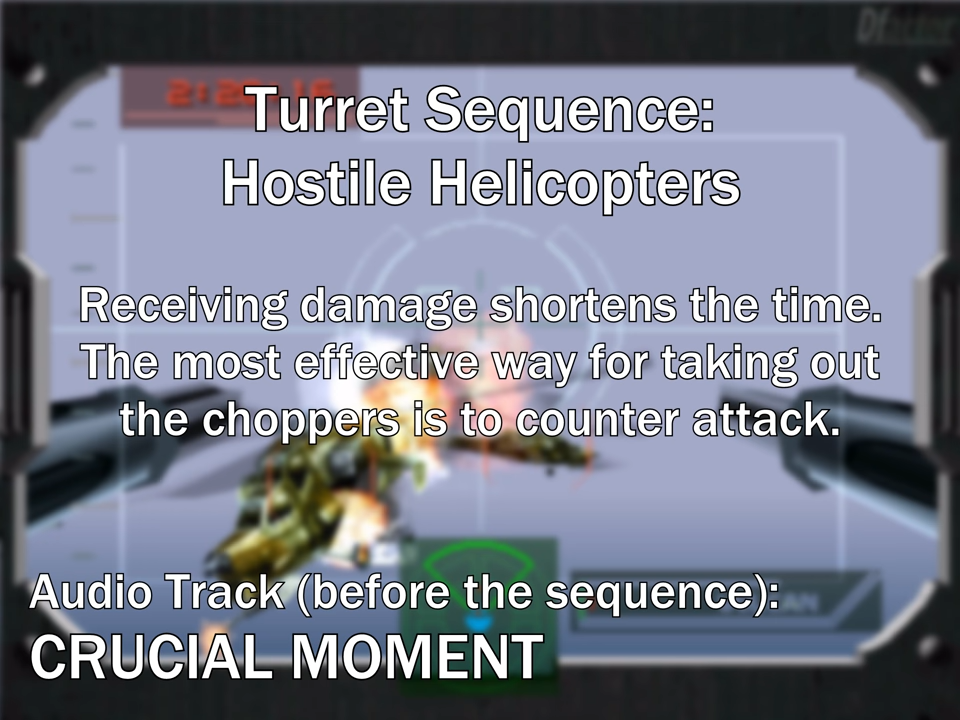 Turret Sequence:
Hostile Helicopters
Receiving damage shortens the time.
The most effective way for taking out
the choppers is to counter attack.
Audio Track (before the sequence):
CRUCIAL MOMENT